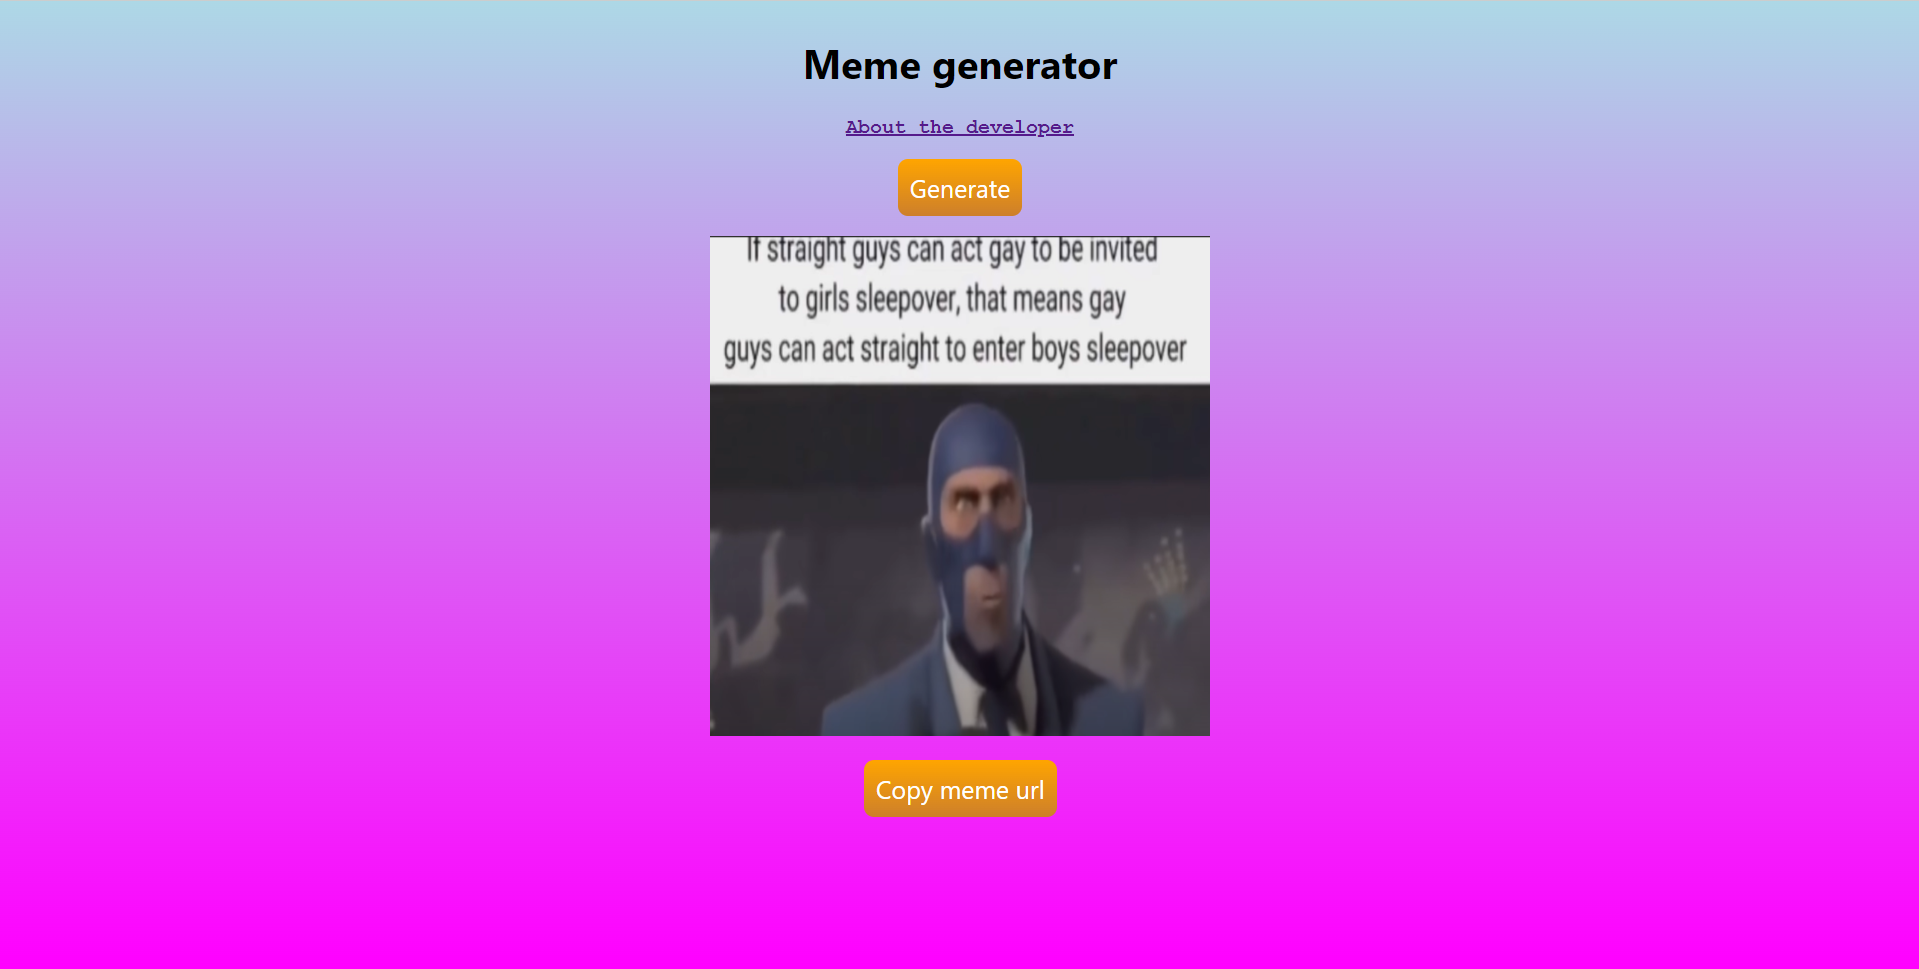 Meme generator
About the developer
Generate
If straight guys can act gay to be invited
to girls sleepover, that means gay
guys can act straight to enter boys sleepover
Copy meme url